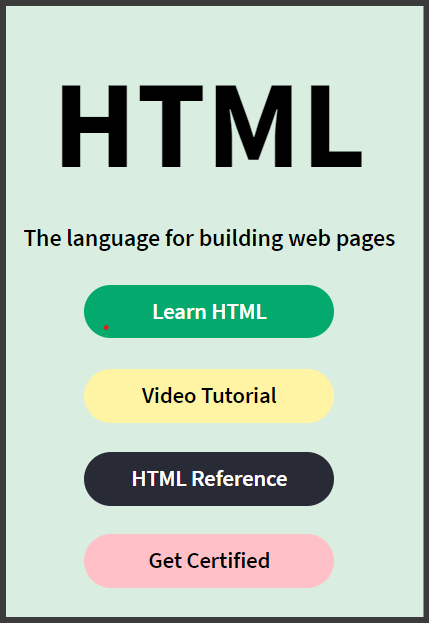 HTML
The language for building web pages
Learn HTML
Video Tutorial
HTML Reference
Get Certified